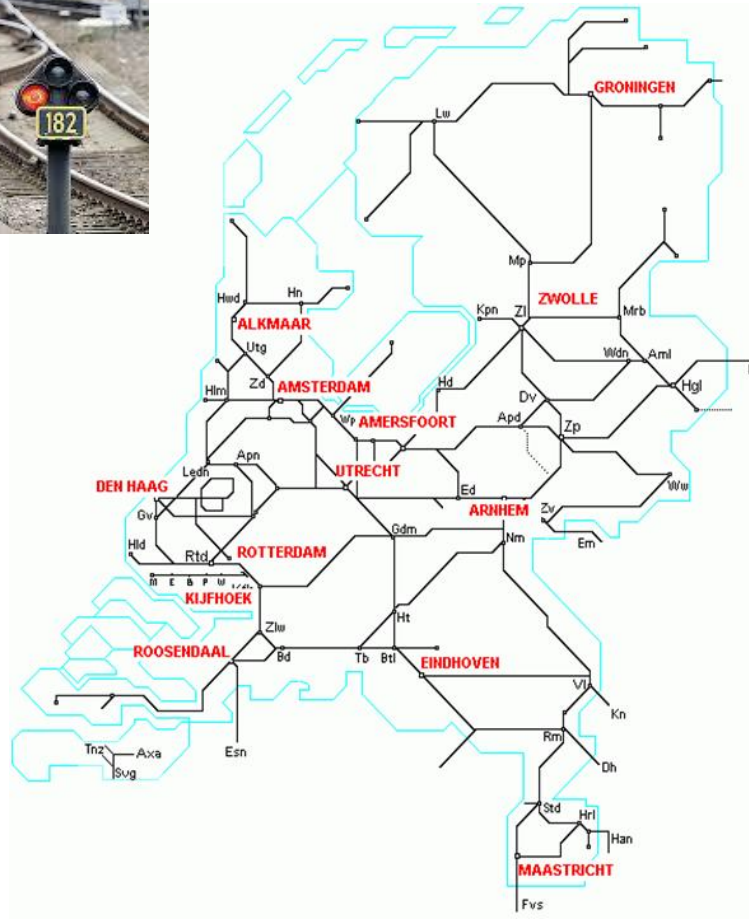 182
GRONINGEN
Lw
Mp
ZWOLLE
Kpn
Zl
Mrb
Hwd
Hn
ALKMAAR
Utg
Wdn
Aml
Zd
AMSTERDAM
Hlm
Hd
Hgl
Dv
Wp
AMERSFOORT
Apd
Zp
Ledn
Apn
UTRECHT
DEN HAAG
Ed
Ww
ARNHEM
Zv
Gv
Gdm
Nm
Em
Hld
Rtd
ROTTERDAM
M E B P W
KIJFHOEK
Ht
Zlw
ROOSENDAAL
Bd
Tb
Btl
EINDHOVEN
Vl
Kn
Rm
Esn
Tnz
Axa
Svg
Dh
Std
Hrl
Han
MAASTRICHT
Fvs